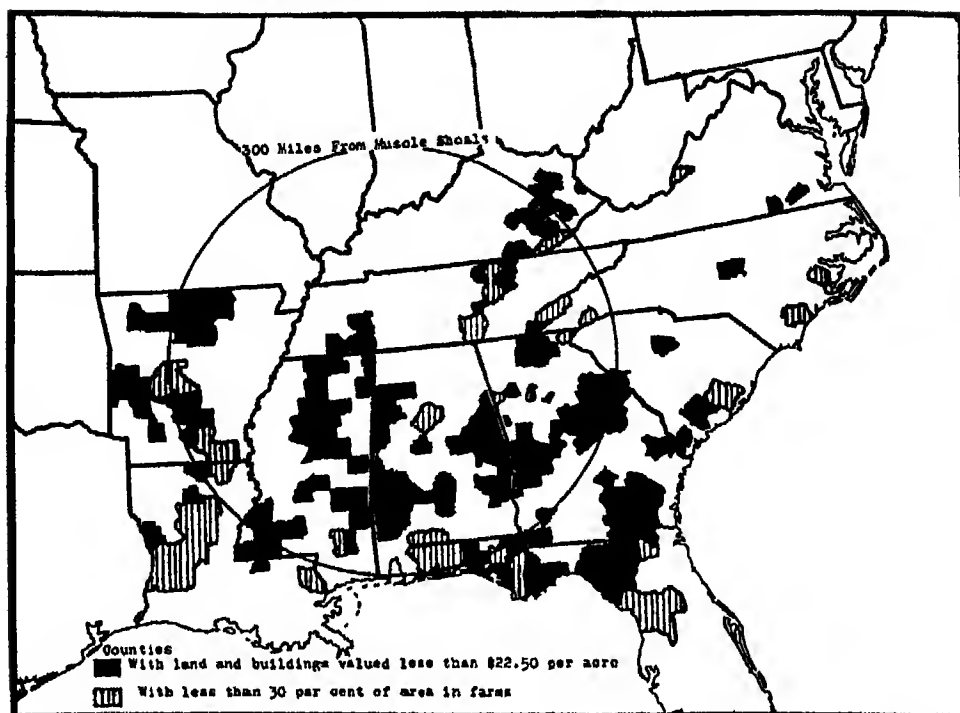 300 Miles From Muscle Shoals
Counties
With land and buildings valued less than $22.50 per acre
With less than 30 par cent of area in farms